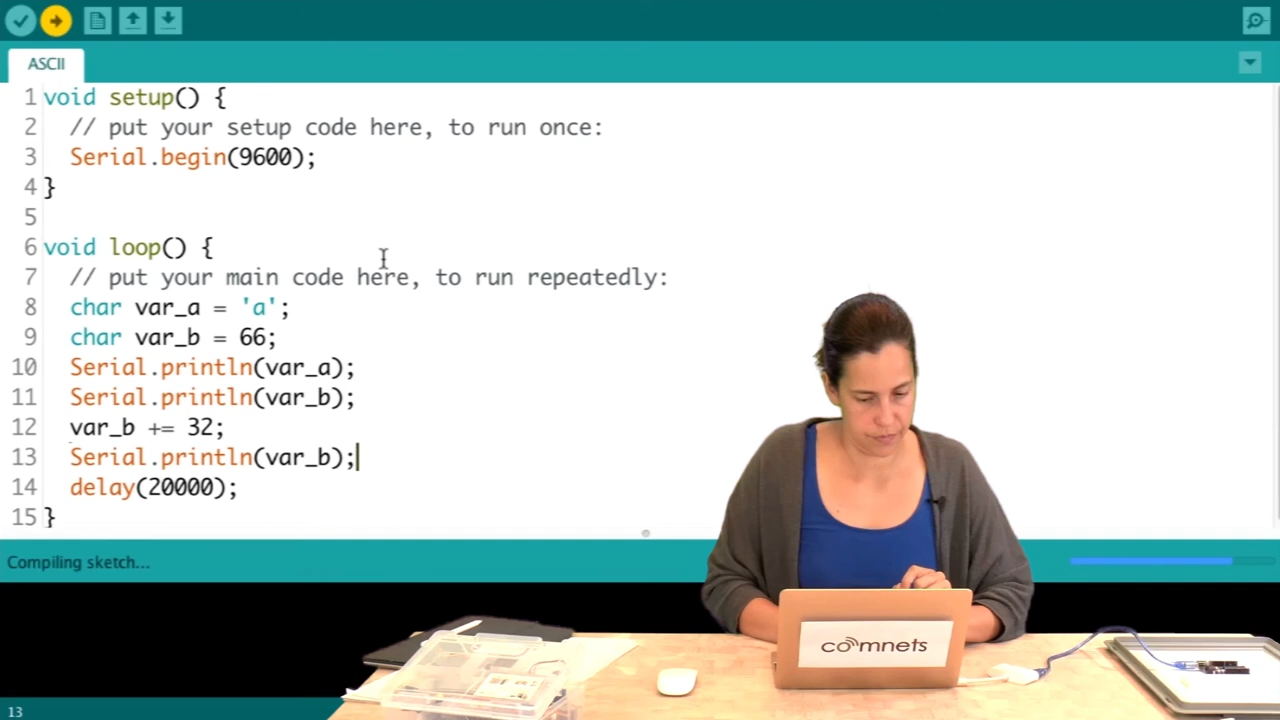 ASCII
1 void setup() {
2 // put your setup code here, to run once:
3 Serial.begin(9600);
4 }
5
6 void loop() {
7 // put your main code here, to run repeatedly:
8 char var_a = 'a';
9 char var_b = 66;
10 Serial.println(var_a);
11 Serial.println(var_b);
12 var_b += 32;
13 Serial.println(var_b);
14 delay(20000);
15 }
Compiling sketch...
comnets
13